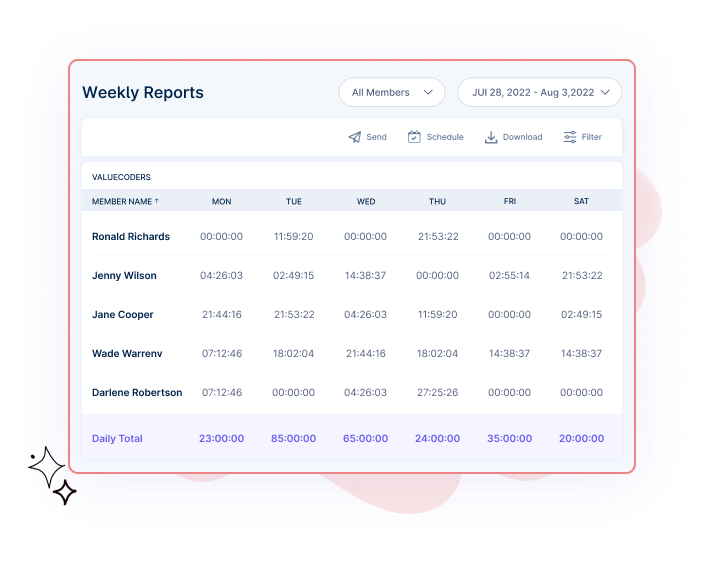 Weekly Reports All Members JUl 28, 2022 - Aug 3,2022
Send Schedule Download Filter
VALUECODERS
MEMBER NAME ↑ MON TUE WED THU FRI SAT
Ronald Richards 00:00:00 11:59:20 00:00:00 21:53:22 00:00:00 00:00:00
Jenny Wilson 04:26:03 02:49:15 14:38:37 00:00:00 02:55:14 21:53:22
Jane Cooper 21:44:16 21:53:22 04:26:03 11:59:20 00:00:00 02:49:15
Wade Warrenv 07:12:46 18:02:04 21:44:16 18:02:04 14:38:37 14:38:37
Darlene Robertson 07:12:46 00:00:00 04:26:03 27:25:26 00:00:00 00:00:00
Daily Total 23:00:00 85:00:00 65:00:00 24:00:00 35:00:00 20:00:00